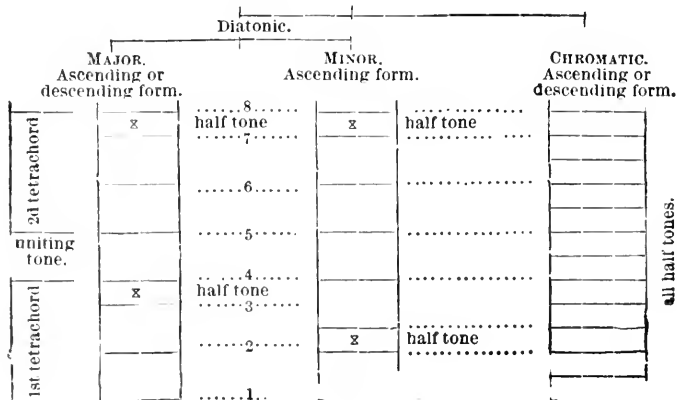 Diatonic.
MAJOR.
Ascending or
descending form.
MINOR.
Ascending form.
CHROMATIC.
Ascending or
descending form.
8
half tone
half tone
7
2d tetrachord
6
5
uniting
tone.
4
half tone
3
1st tetrachord
half tone
2
1
all half tones.